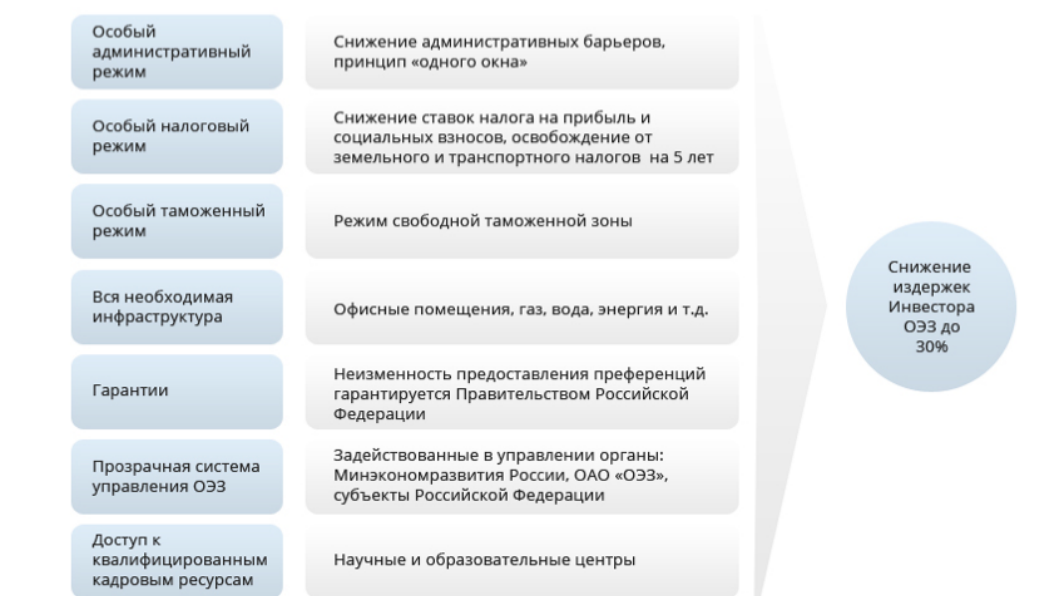 Особый
административный
режим
Снижение административных барьеров,
принцип «одного окна»
Особый налоговый
режим
Снижение ставок налога на прибыль и
социальных взносов, освобождение от
земельного и транспортного налогов на 5 лет
Особый таможенный
режим
Режим свободной таможенной зоны
Вся необходимая
инфраструктура
Офисные помещения, газ, вода, энергия и т.д.
Гарантии
Неизменность предоставления преференций
гарантируется Правительством Российской
Федерации
Прозрачная система
управления ОЭЗ
Задействованные в управлении органы:
Минэкономразвития России, ОАО «ОЭЗ»,
субъекты Российской Федерации
Доступ к
квалифицированным
кадровым ресурсам
Научные и образовательные центры
Снижение
издержек
Инвестора
ОЭЗ до
30%